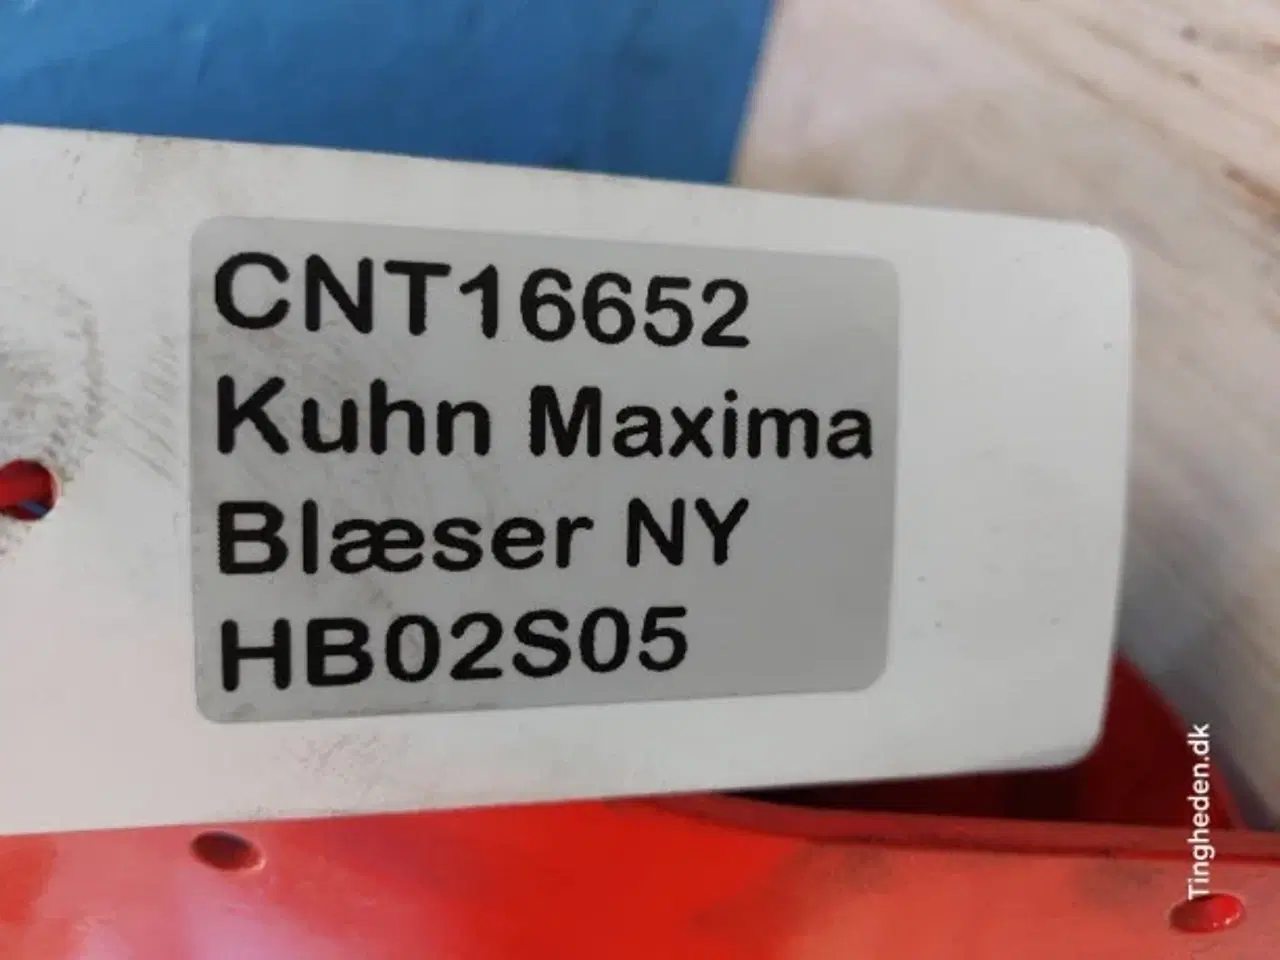 CNT16652
Kuhn Maxima
Blæser NY
HB02S05
Tingheden.dk